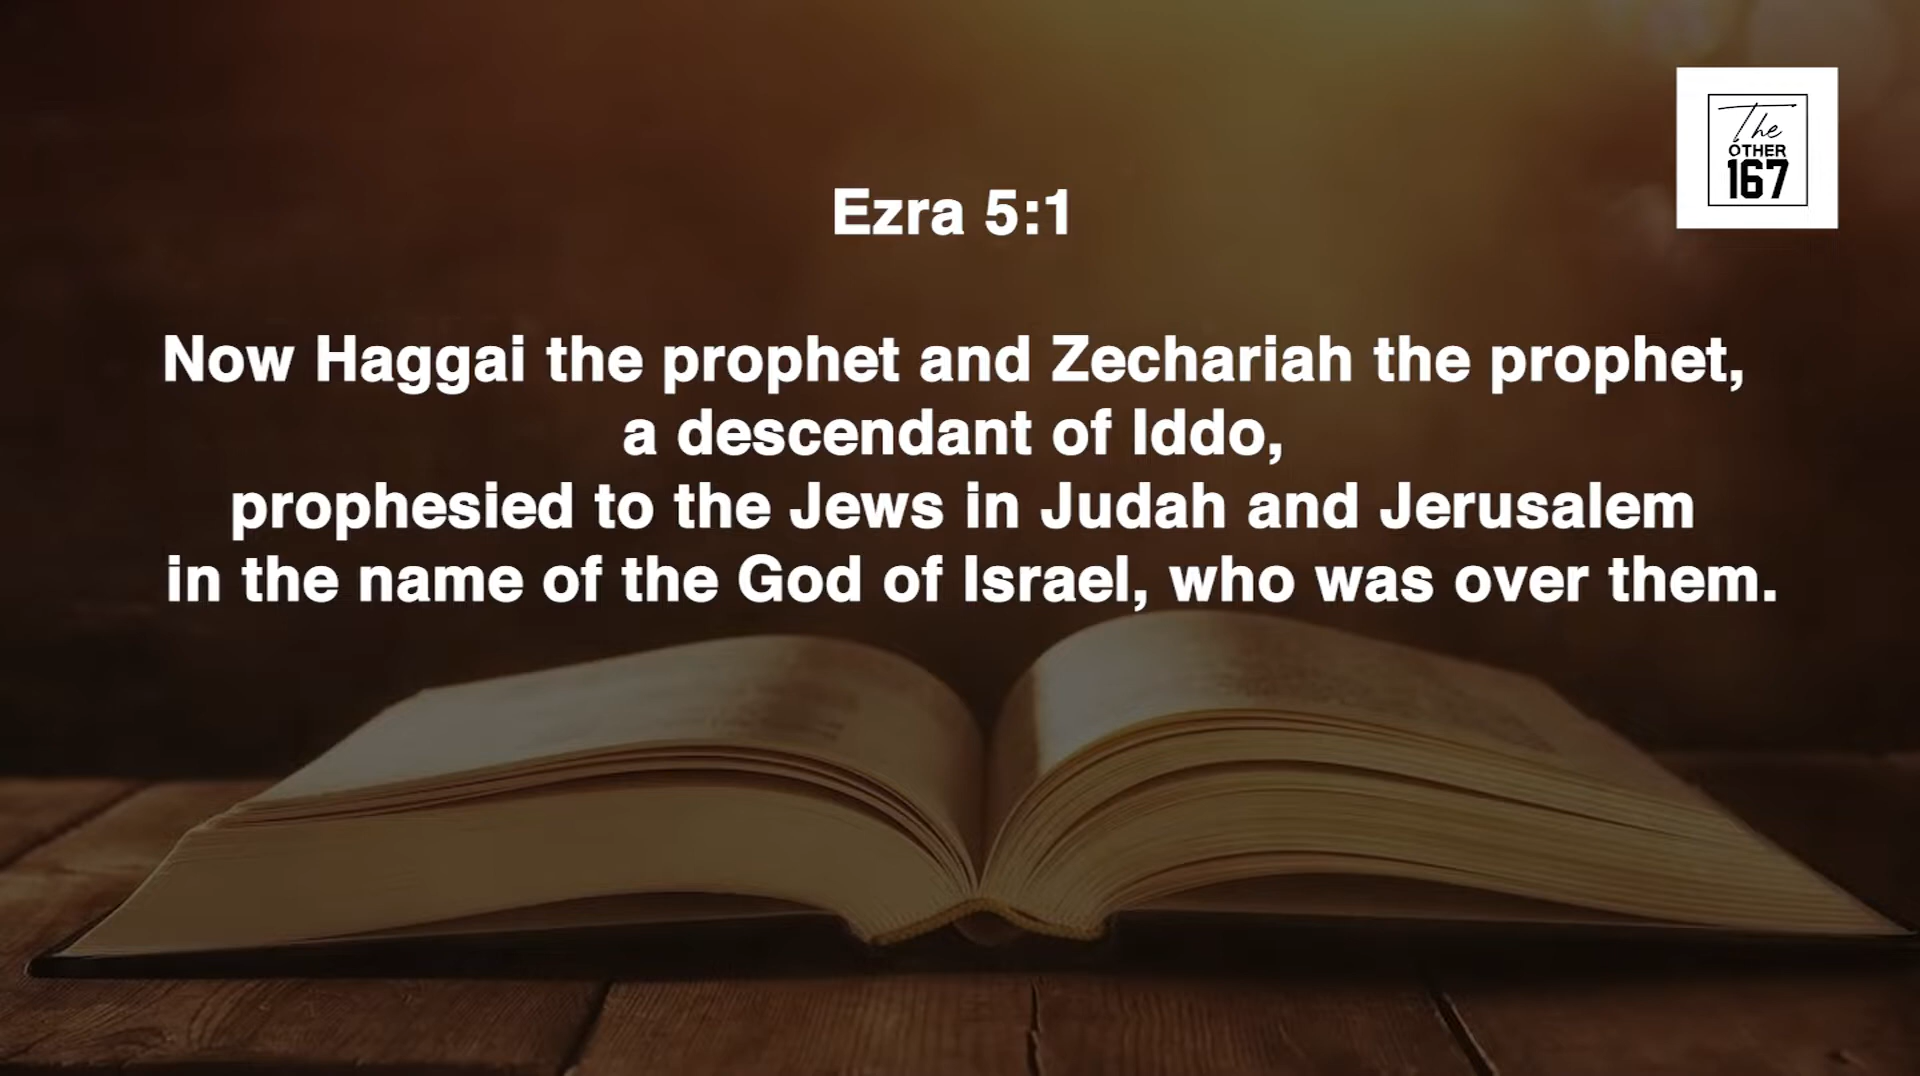 The
OTHER
167
Ezra 5:1
Now Haggai the prophet and Zechariah the prophet,
a descendant of Iddo,
prophesied to the Jews in Judah and Jerusalem
in the name of the God of Israel, who was over them.